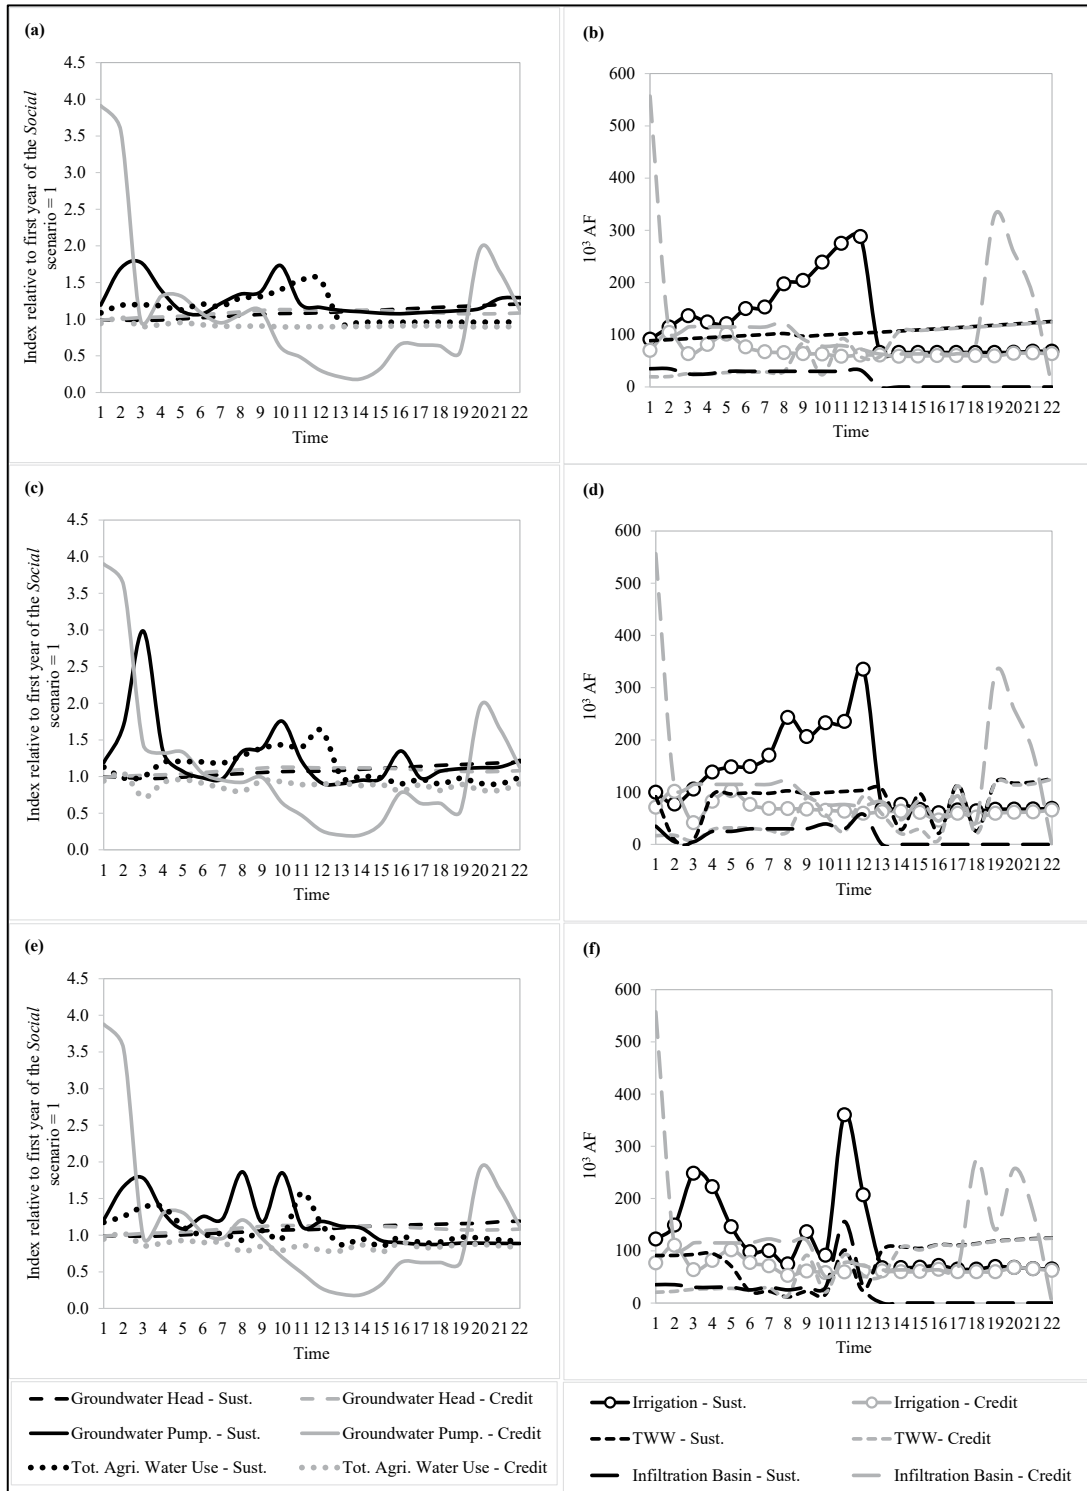 (a)
Index relative to first year of the Social
scenario = 1
4.5
4.0
3.5
3.0
2.5
2.0
1.5
1.0
0.5
0.0
1 2 3 4 5 6 7 8 9 10 11 12 13 14 15 16 17 18 19 20 21 22
Time
(b)
10³ AF
600
500
400
300
200
100
0
1 2 3 4 5 6 7 8 9 10 11 12 13 14 15 16 17 18 19 20 21 22
Time
(c)
Index relative to first year of the Social
scenario = 1
4.5
4.0
3.5
3.0
2.5
2.0
1.5
1.0
0.5
0.0
1 2 3 4 5 6 7 8 9 10 11 12 13 14 15 16 17 18 19 20 21 22
Time
(d)
10³ AF
600
500
400
300
200
100
0
1 2 3 4 5 6 7 8 9 10 11 12 13 14 15 16 17 18 19 20 21 22
Time
(e)
Index relative to first year of the Social
scenario = 1
4.5
4.0
3.5
3.0
2.5
2.0
1.5
1.0
0.5
0.0
1 2 3 4 5 6 7 8 9 10 11 12 13 14 15 16 17 18 19 20 21 22
Time
(f)
10³ AF
600
500
400
300
200
100
0
1 2 3 4 5 6 7 8 9 10 11 12 13 14 15 16 17 18 19 20 21 22
Time
Groundwater Head - Sust. Groundwater Head - Credit
Groundwater Pump. - Sust. Groundwater Pump. - Credit
Tot. Agri. Water Use - Sust. Tot. Agri. Water Use - Credit
Irrigation - Sust. Irrigation - Credit
TWW - Sust. TWW- Credit
Infiltration Basin - Sust. Infiltration Basin - Credit